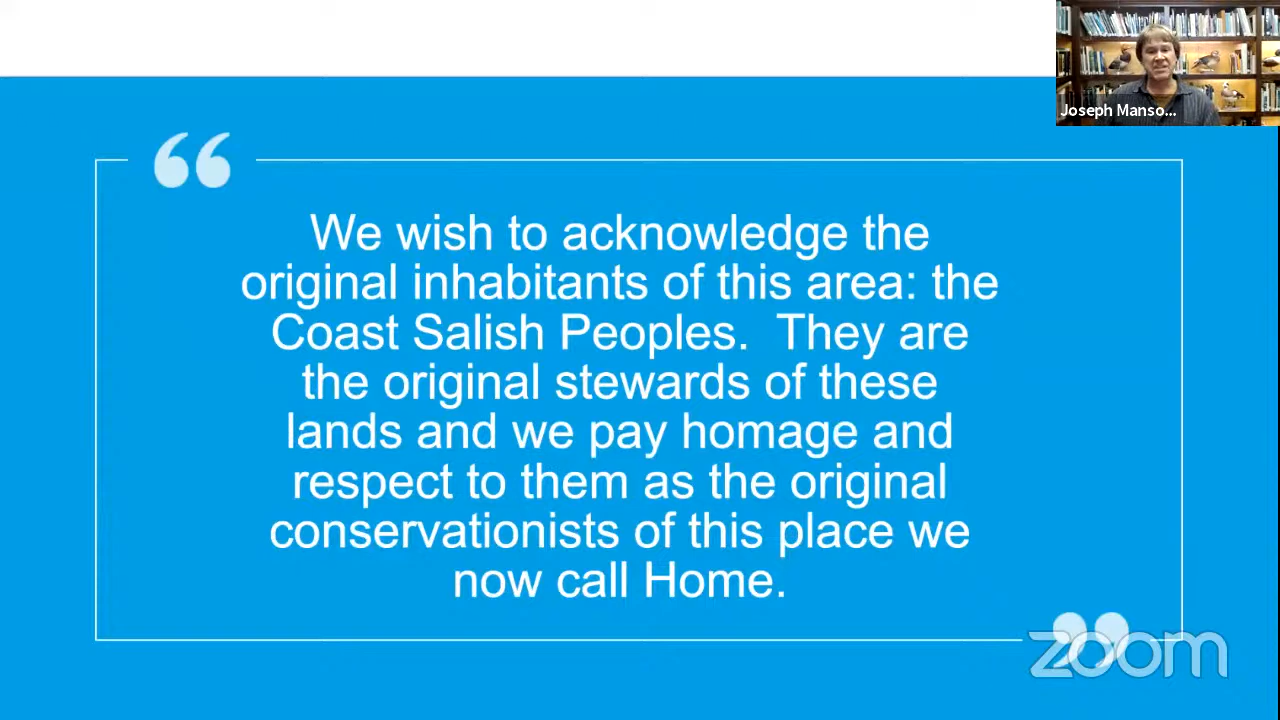 Joseph Manso...
“
We wish to acknowledge the
original inhabitants of this area: the
Coast Salish Peoples.  They are
the original stewards of these
lands and we pay homage and
respect to them as the original
conservationists of this place we
now call Home.
”
zoom